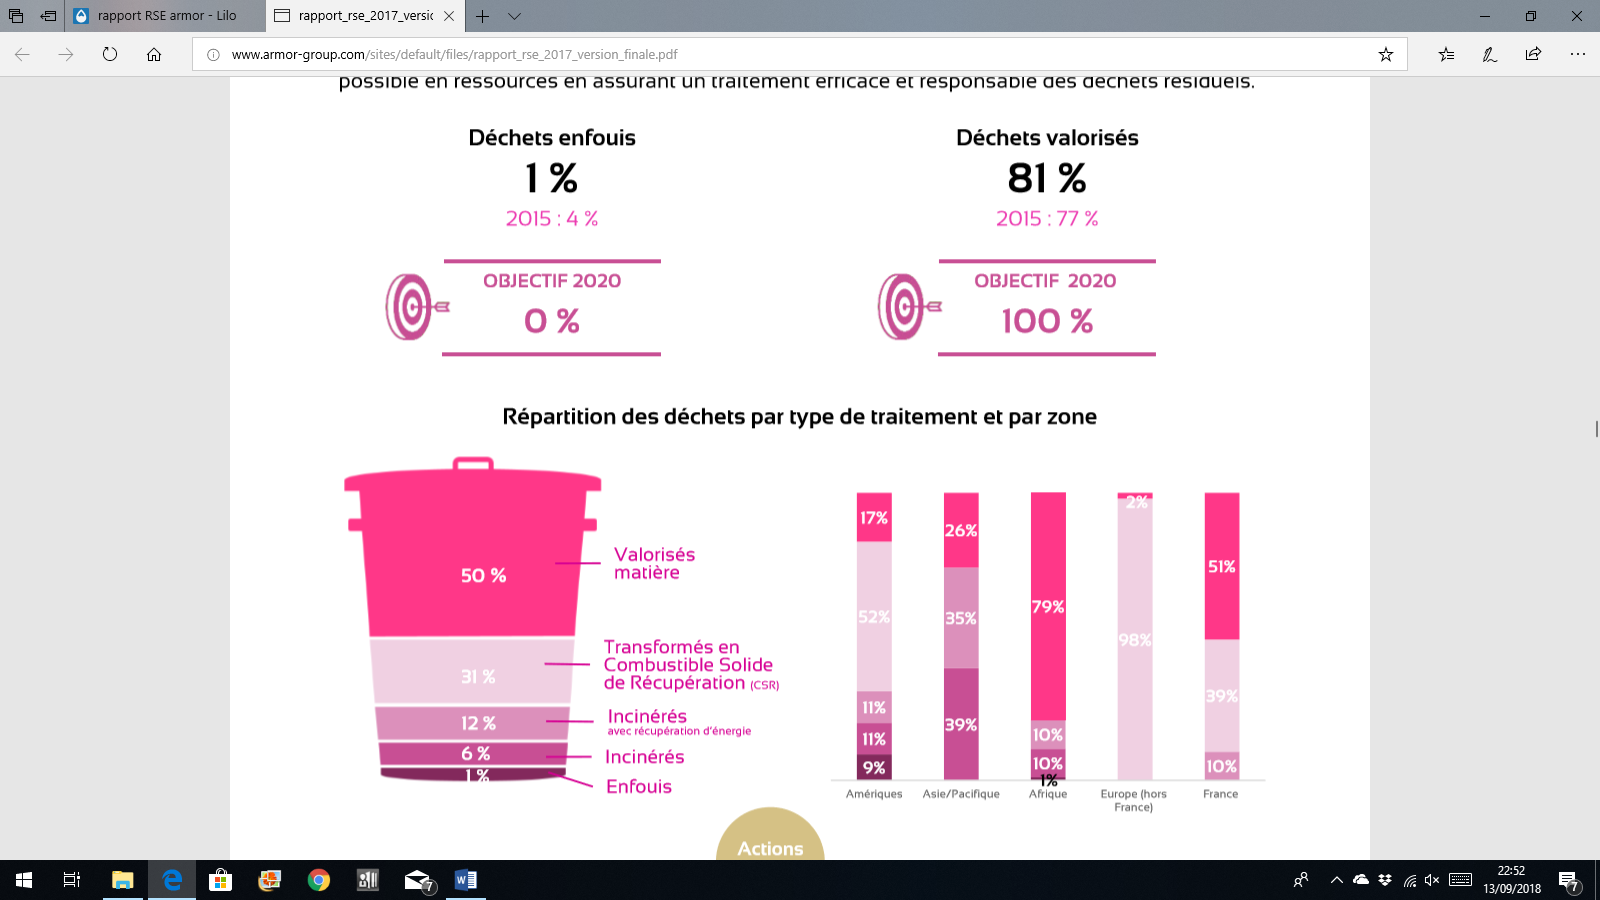 rapport RSE armor - Lilo
rapport_rse_2017_versic
www.armor-group.com/sites/default/files/rapport_rse_2017_version_finale.pdf
possible en ressources en assurant un traitement efficace et responsable des déchets résiduels.
Déchets enfouis
1 %
2015 : 4 %
OBJECTIF 2020
0 %
Déchets valorisés
81 %
2015 : 77 %
OBJECTIF 2020
100 %
Répartition des déchets par type de traitement et par zone
50 %
Valorisés
matière
31 %
Transformés en
Combustible Solide
de Récupération (CSR)
12 %
Incinérés
avec récupération d'énergie
6 %
Incinérés
1 %
Enfouis
17%
52%
11%
11%
9%
Amériques
26%
35%
39%
Asie/Pacifique
79%
10%
10%
1%
Afrique
2%
98%
Europe (hors
France)
51%
39%
10%
France
Actions
7
22:52
13/09/2018
7